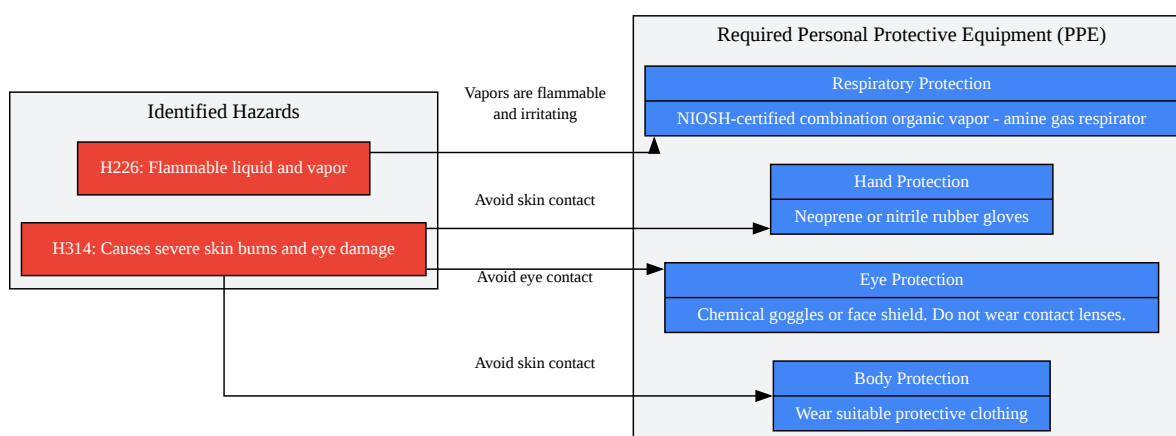 Required Personal Protective Equipment (PPE)
Respiratory Protection
NIOSH-certified combination organic vapor - amine gas respirator
Vapors are flammable
and irritating
Identified Hazards
H226: Flammable liquid and vapor
Hand Protection
Neoprene or nitrile rubber gloves
Avoid skin contact
H314: Causes severe skin burns and eye damage
Avoid eye contact
Eye Protection
Chemical goggles or face shield. Do not wear contact lenses.
Avoid skin contact
Body Protection
Wear suitable protective clothing